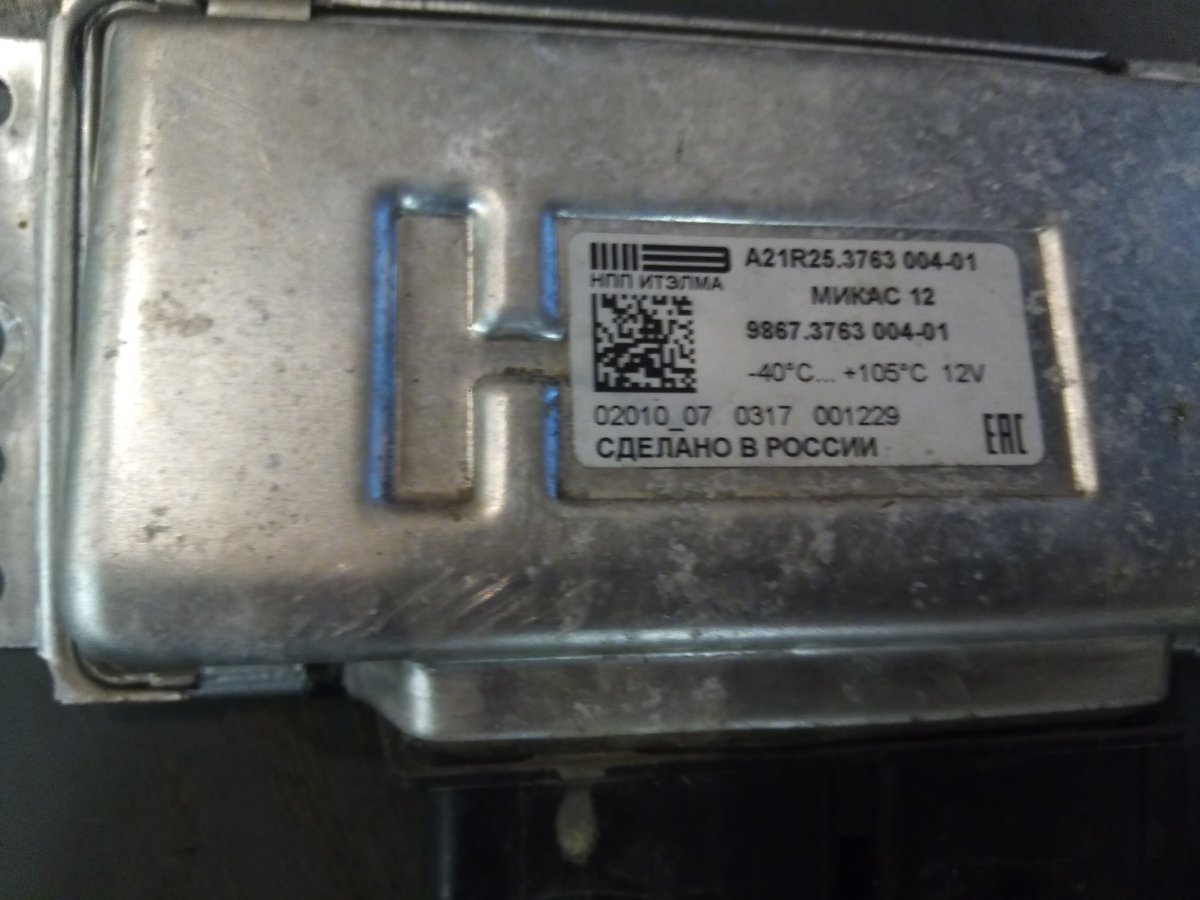 A21R25.3763 004-01
НПП ИТЭЛМА
МИКАС 12
9867.3763 004-01
-40°C... +105°C 12V
02010_07 0317 001229
СДЕЛАНО В РОССИИ
EAC